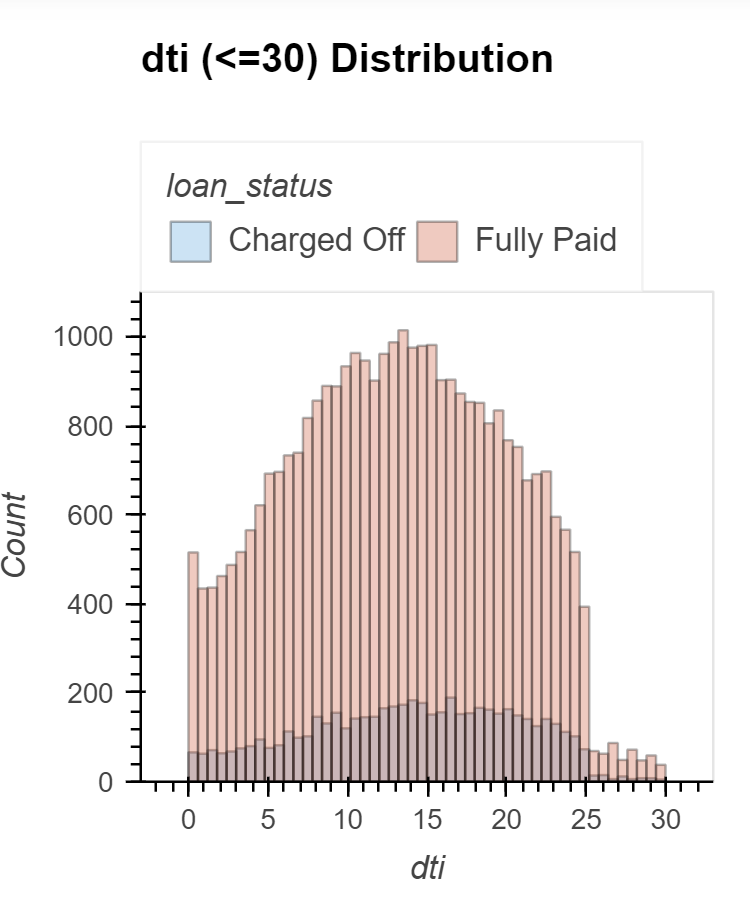 dti (<=30) Distribution
loan_status
Charged Off Fully Paid
1000
800
600
400
200
0
Count
0 5 10 15 20 25 30
dti